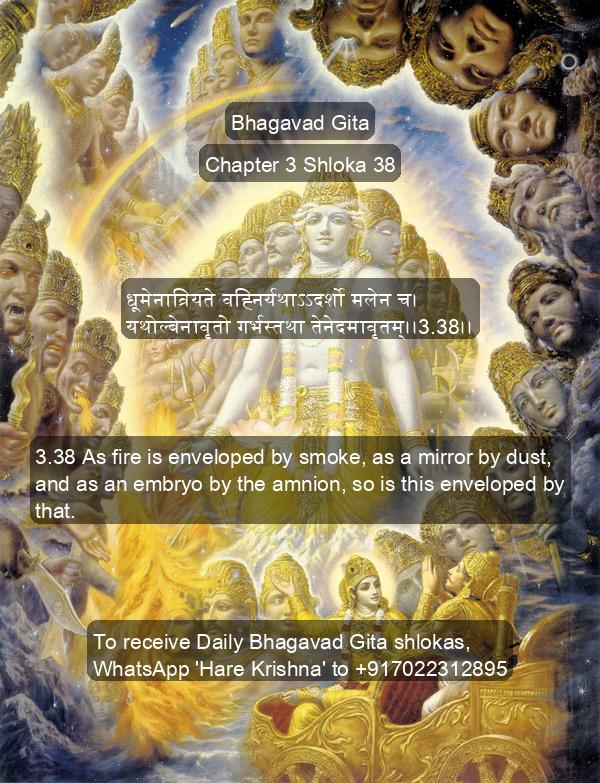 Bhagavad Gita
Chapter 3 Shloka 38
धूमेनाव्रियते वह्निर्यथाऽऽदर्शो मलेन च।
यथोल्बेनावृतो गर्भस्तथा तेनेदमावृतम्।।3.38।।
3.38 As fire is enveloped by smoke, as a mirror by dust,
and as an embryo by the amnion, so is this enveloped by
that.
To receive Daily Bhagavad Gita shlokas,
WhatsApp 'Hare Krishna' to +917022312895